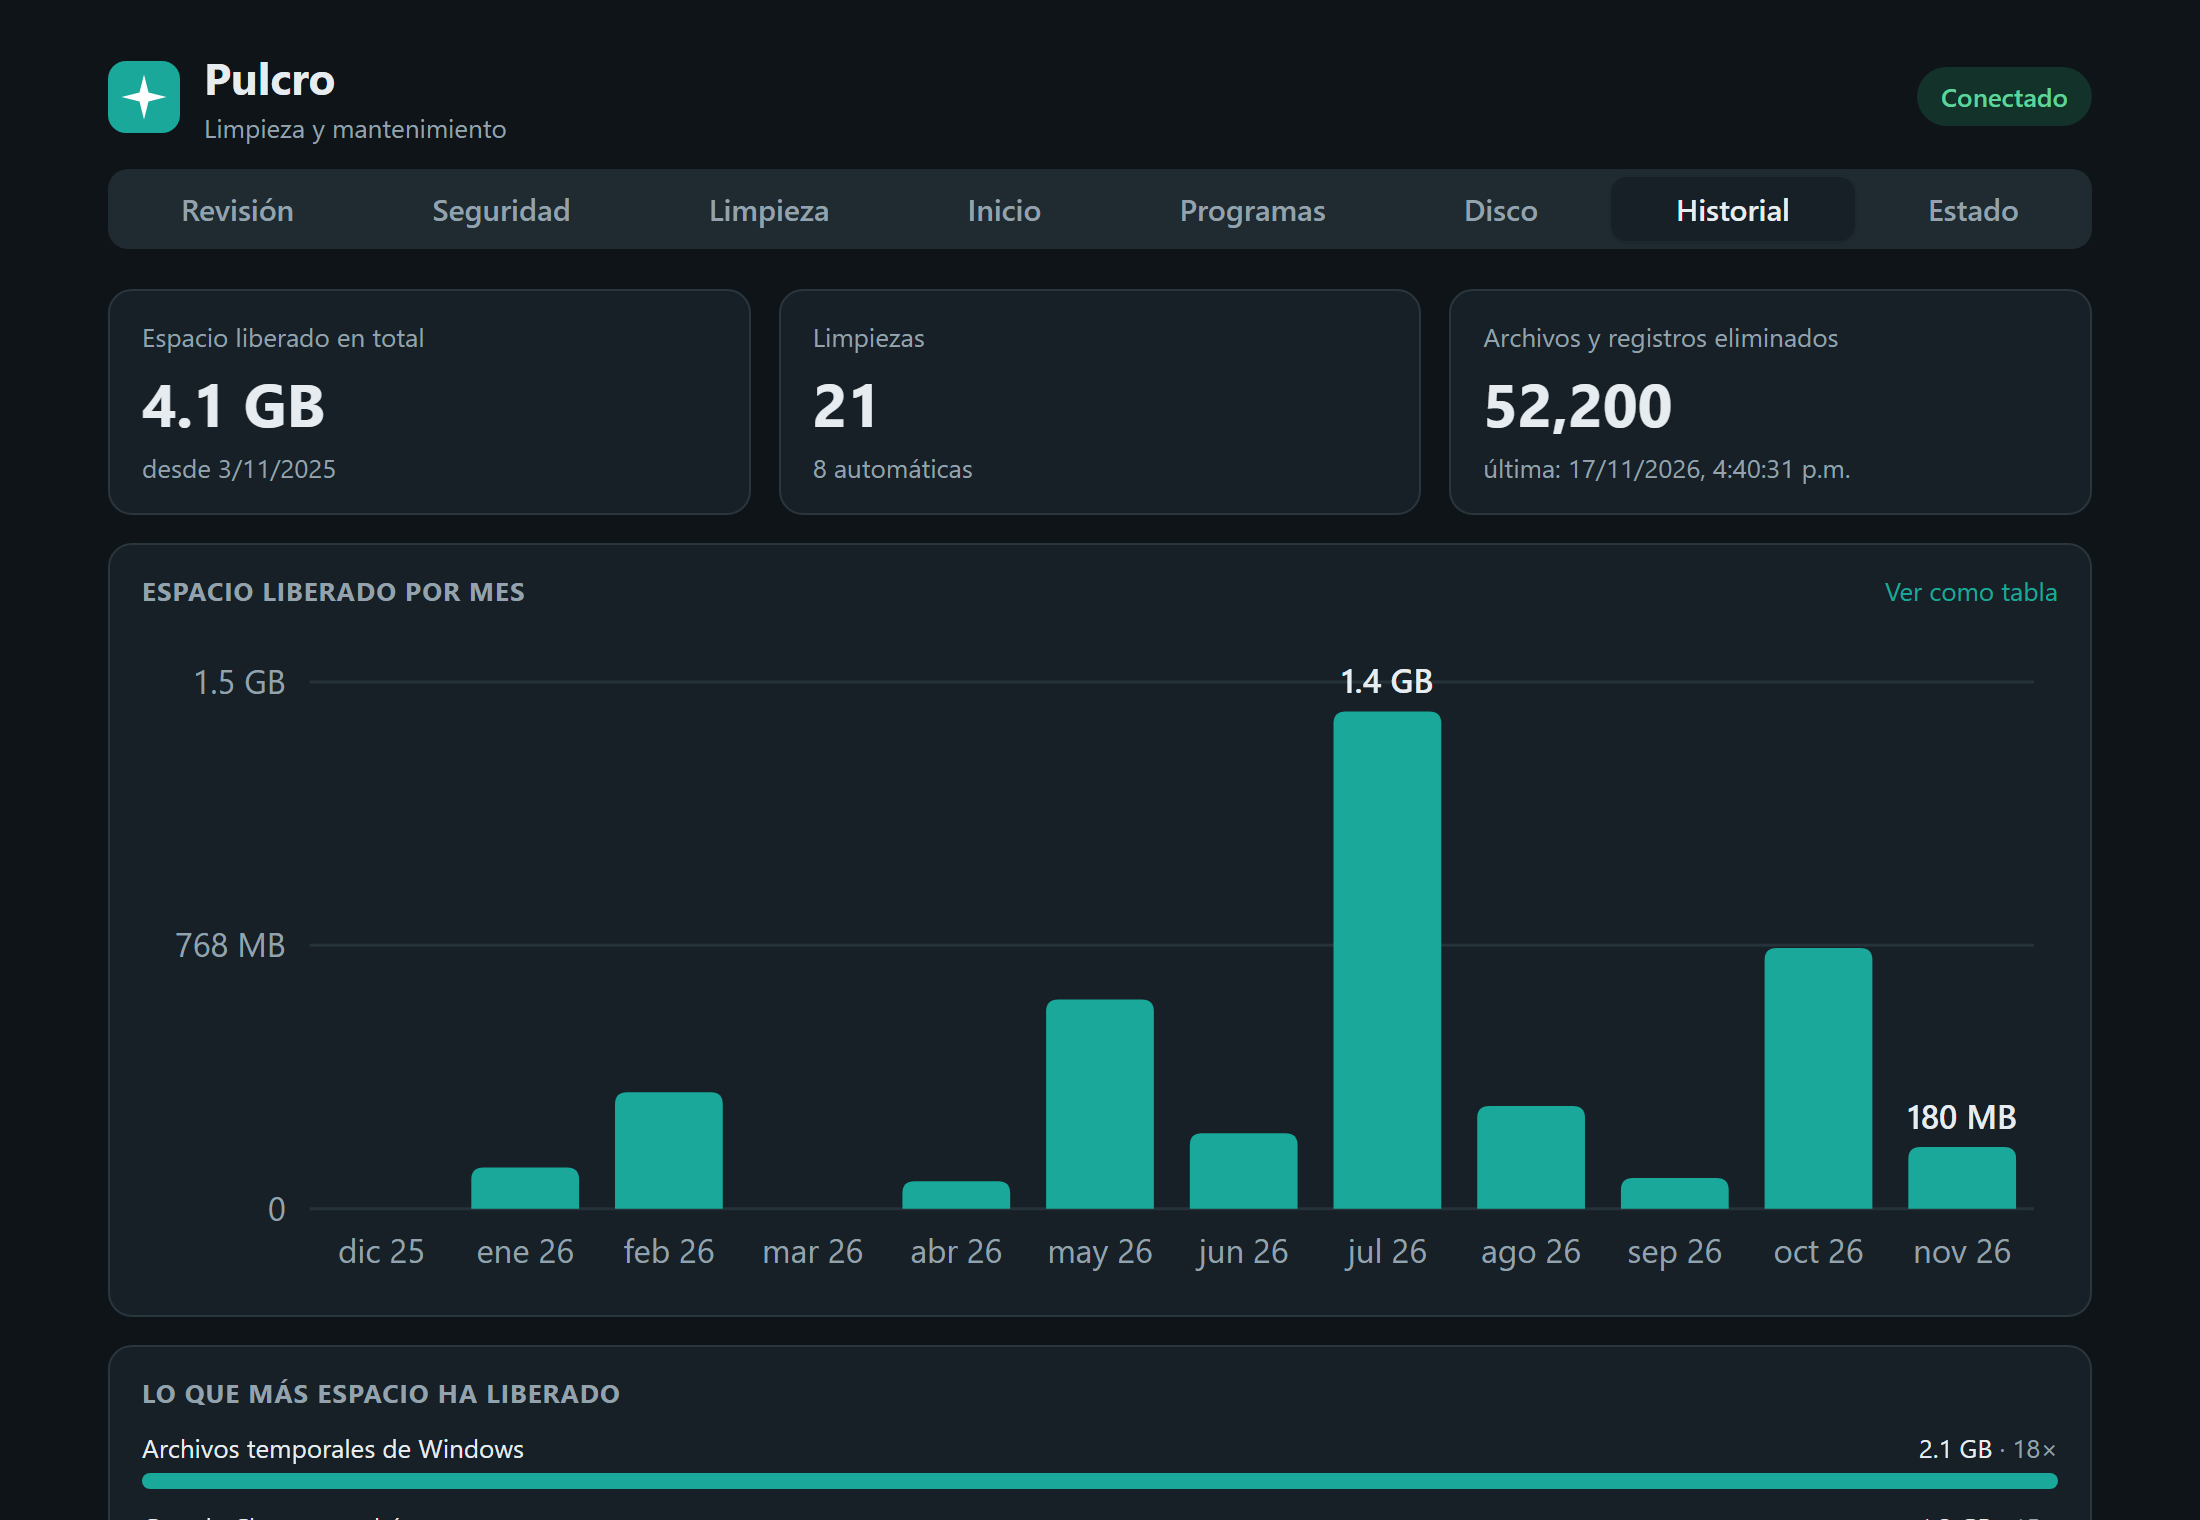 Pulcro
Limpieza y mantenimiento
Conectado
Revisión Seguridad Limpieza Inicio Programas Disco Historial Estado
Espacio liberado en total
4.1 GB
desde 3/11/2025
Limpiezas
21
8 automáticas
Archivos y registros eliminados
52,200
última: 17/11/2026, 4:40:31 p.m.
ESPACIO LIBERADO POR MES
Ver como tabla
1.5 GB
1.4 GB
768 MB
180 MB
0
dic 25 ene 26 feb 26 mar 26 abr 26 may 26 jun 26 jul 26 ago 26 sep 26 oct 26 nov 26
LO QUE MÁS ESPACIO HA LIBERADO
Archivos temporales de Windows
2.1 GB · 18×